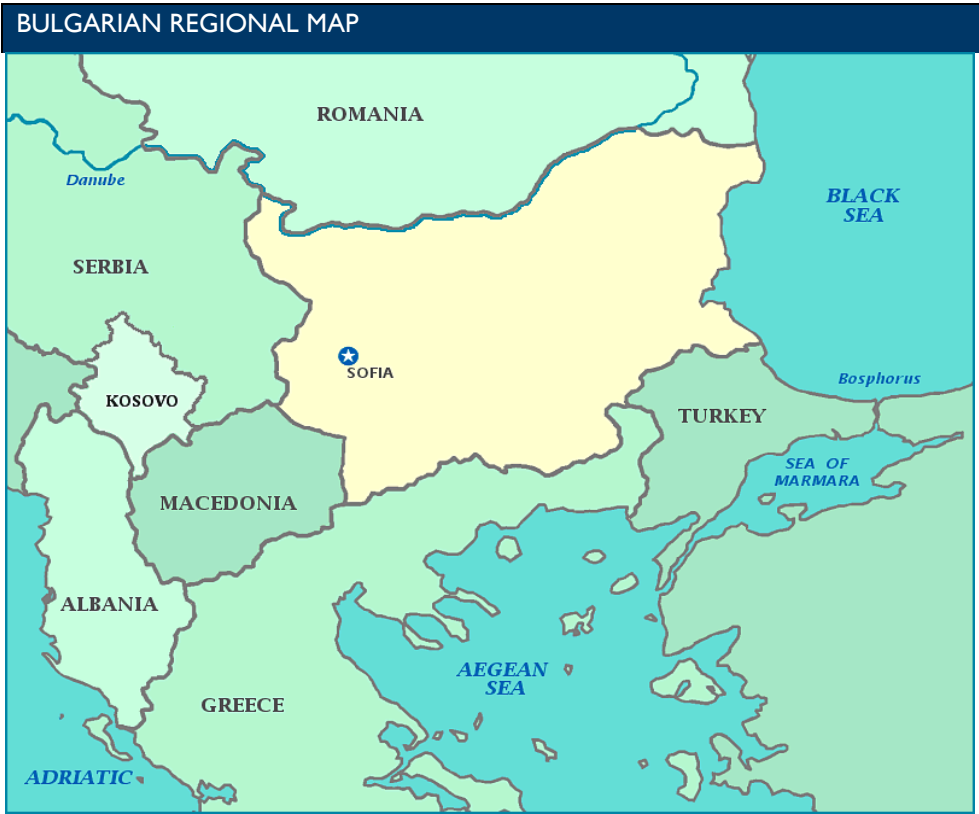 BULGARIAN REGIONAL MAP
ROMANIA
Danube
BLACK
SEA
SERBIA
SOFIA
Bosphorus
KOSOVO
TURKEY
SEA OF
MARMARA
MACEDONIA
ALBANIA
AEGEAN
SEA
GREECE
ADRIATIC